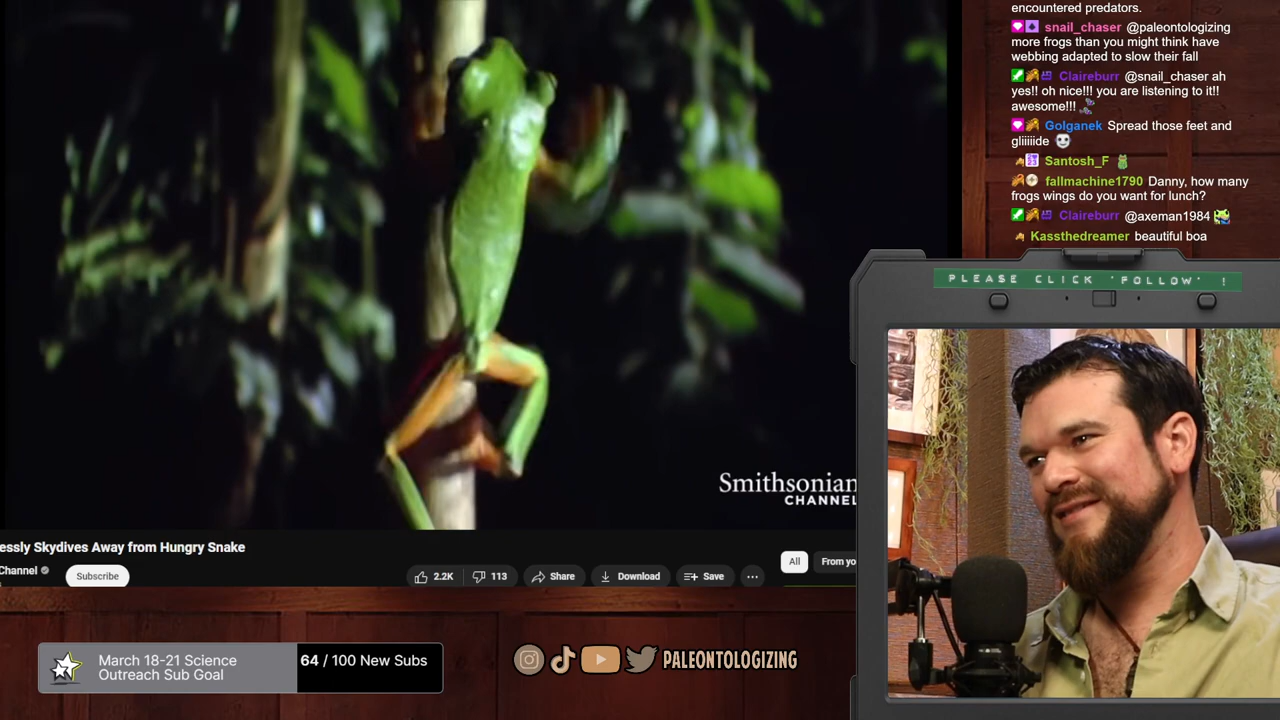 encountered predators.
snail_chaser @paleontologizing
more frogs than you might think have
webbing adapted to slow their fall
Claireburr @snail_chaser ah
yes!! oh nice!!! you are listening to it!!
awesome!!!
Golganek Spread those feet and
gliiiiide
Santosh_F
fallmachine1790 Danny, how many
frogs wings do you want for lunch?
Claireburr @axeman1984
Kassthedreamer beautiful boa
PLEASE CLICK 'FOLLOW' !
Smithsonian
CHANNEL
essly Skydives Away from Hungry Snake
Channel
Subscribe
2.2K
113
Share
Download
Save
All
From yo
March 18-21 Science
Outreach Sub Goal
64 / 100 New Subs
PALEONTOLOGIZING